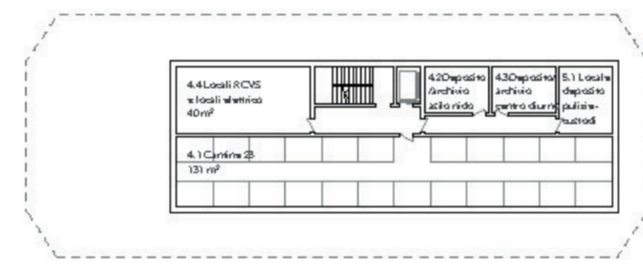 4.4 Locali RCVS
e locali elettrico
40 m²
4.2 Deposito
/archivio
asilo nido
4.3 Deposito/
archivio
centro diurno
5.1 Locale
deposito
pulizie-
custodi
4.1 Cantine 23
131 m²